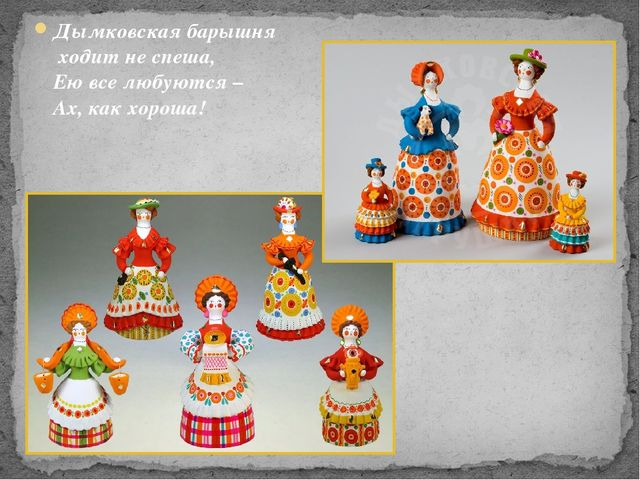 Дымковская барышня
ходит не спеша,
Ею все любуются –
Ах, как хороша!